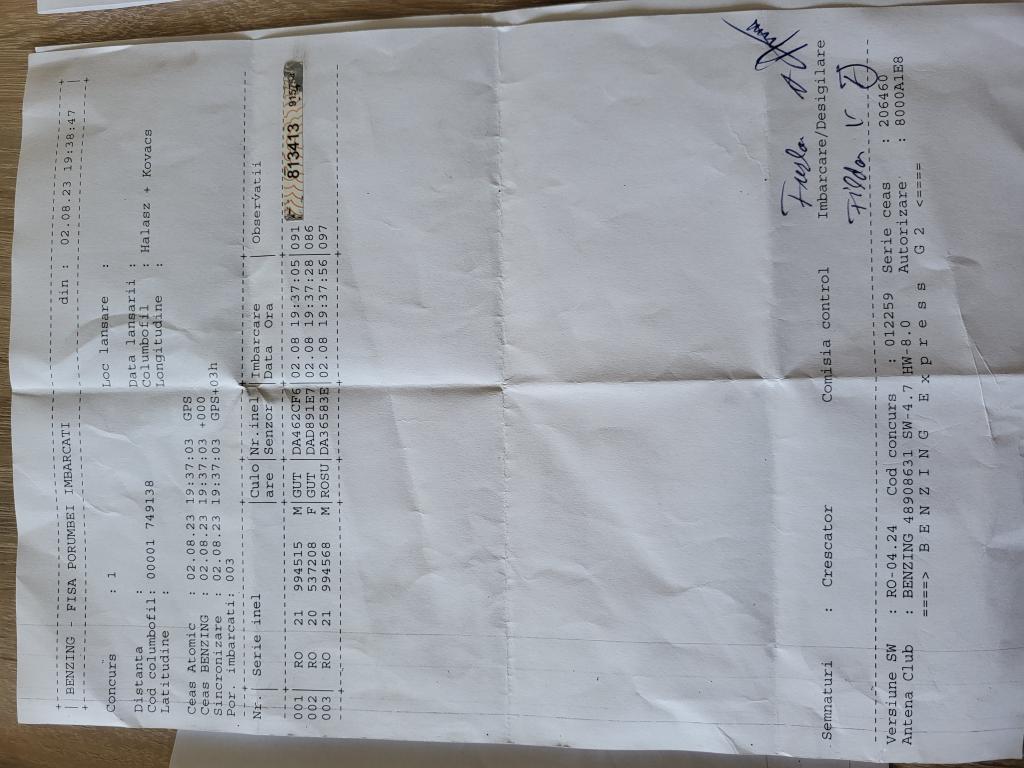 BENZING - FISA PORUMBEI IMBARCATI din : 02.08.23 19:38:47
Concurs : 1 Loc lansare :
Distanta : Data lansarii :
Cod columbofil: 00001 749138 Columbofil : Halasz + Kovacs
Latitudine : Longitudine :
Ceas Atomic : 02.08.23 19:37:03 GPS
Ceas BENZING : 02.08.23 19:37:03 +000
Sincronizare : 02.08.23 19:37:03 GPS+03h
Por. imbarcati: 003
Nr. | Serie inel |Culo|Nr.inel |Imbarcare | Observatii
|are |Senzor |Data Ora |
001| RO 21 994515 M GUT |DA462CF6|02.08 19:37:05|091
813413
002| RO 20 537208 F GUT |DAD891E7|02.08 19:37:28|086
003| RO 21 994568 M ROSU|DA36583E|02.08 19:37:56|097
Semnaturi : Crescator Comisia control Imbarcare/Desigilare
Versiune SW : RO-04.24 Cod concurs : 012259 Serie ceas : 206460
Antena Club : BENZING 48908631 SW-4.7 HW-8.0 Autorizare : 8000A1E8
====> B E N Z I N G E x p r e s s G 2 <====